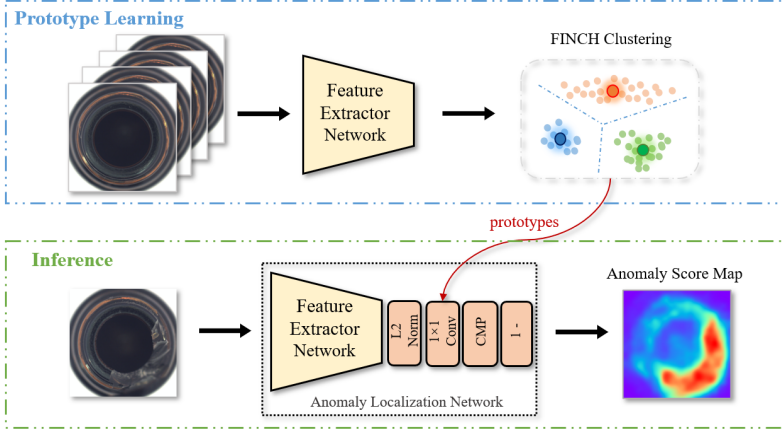 Prototype Learning
FINCH Clustering
Feature
Extractor
Network
prototypes
Inference
Anomaly Score Map
Feature
Extractor
Network
L2
Norm
1×1
Conv
CMP
1 -
Anomaly Localization Network